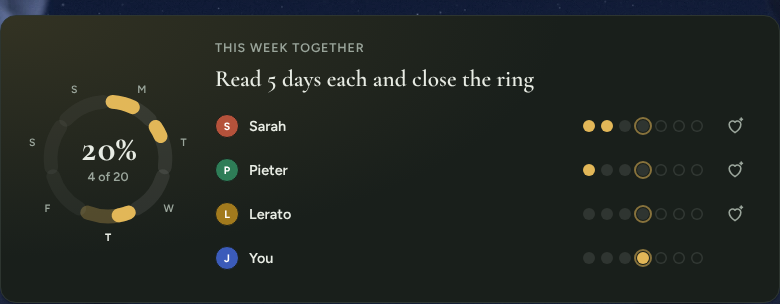 THIS WEEK TOGETHER
Read 5 days each and close the ring
S
M
S
T
20%
4 of 20
F
W
T
S Sarah
P Pieter
L Lerato
J You